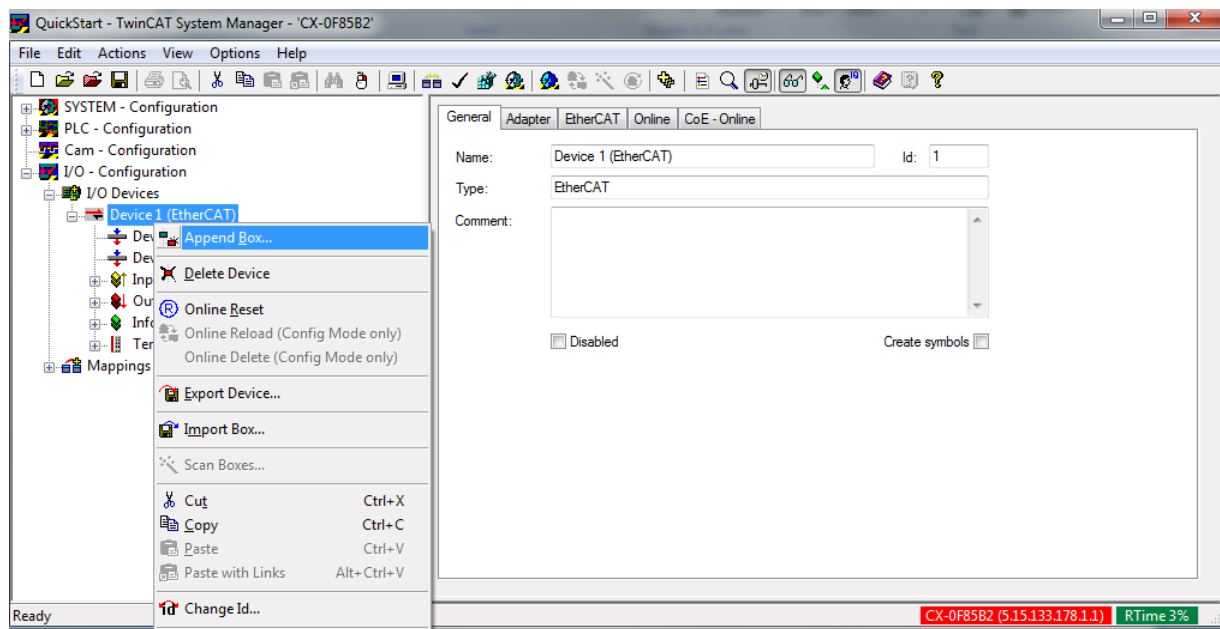 QuickStart - TwinCAT System Manager - 'CX-0F85B2'
File Edit Actions View Options Help
SYSTEM - Configuration
PLC - Configuration
Cam - Configuration
I/O - Configuration
I/O Devices
Device 1 (EtherCAT)
Mappings
Append Box...
Delete Device
Online Reset
Online Reload (Config Mode only)
Online Delete (Config Mode only)
Export Device...
Import Box...
Scan Boxes...
Cut Ctrl+X
Copy Ctrl+C
Paste Ctrl+V
Paste with Links Alt+Ctrl+V
Change Id...
General Adapter EtherCAT Online CoE - Online
Name: Device 1 (EtherCAT) Id: 1
Type: EtherCAT
Comment:
Disabled Create symbols
Ready CX-0F85B2 (5.15.133.178.1.1) RTime 3%